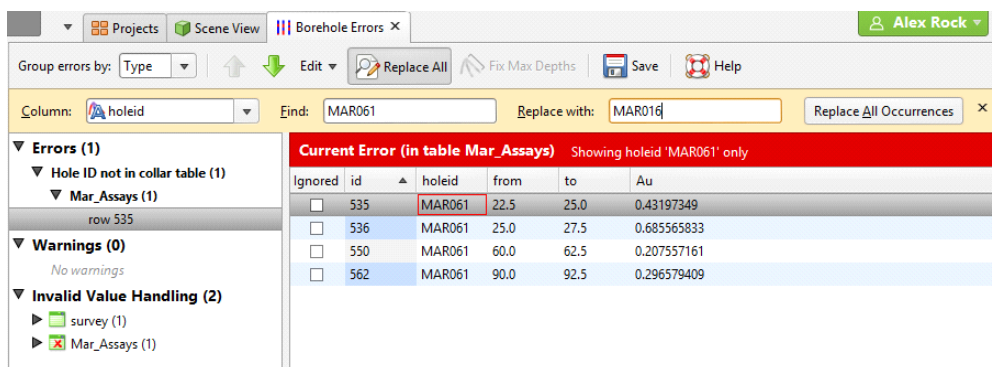 Projects Scene View Borehole Errors × Alex Rock
Group errors by: Type Edit Replace All Fix Max Depths Save Help
Column: holeid Find: MAR061 Replace with: MAR016 Replace All Occurrences ×
Errors (1)
Hole ID not in collar table (1)
Mar_Assays (1)
row 535
Warnings (0)
No warnings
Invalid Value Handling (2)
survey (1)
Mar_Assays (1)
Current Error (in table Mar_Assays) Showing holeid 'MAR061' only
Ignored id holeid from to Au
535 MAR061 22.5 25.0 0.43197349
536 MAR061 25.0 27.5 0.685565833
550 MAR061 60.0 62.5 0.207557161
562 MAR061 90.0 92.5 0.296579409